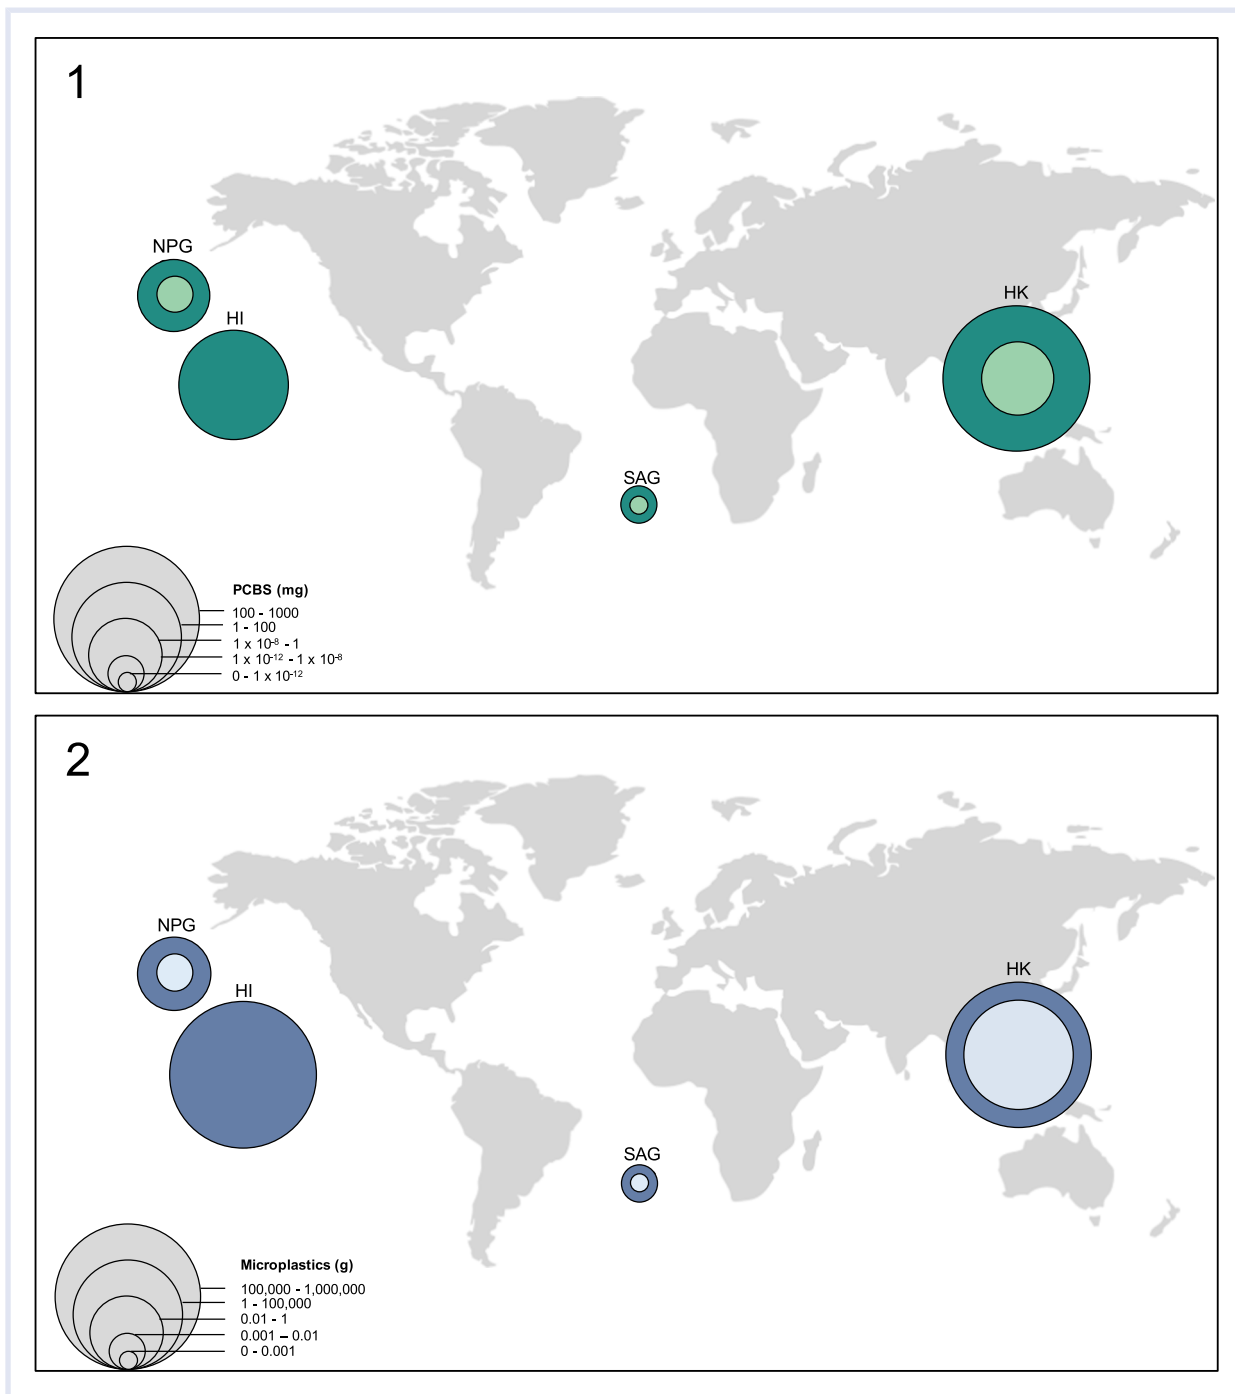 1
NPG
HI
HK
SAG
PCBS (mg)
100 - 1000
1 - 100
1 x 10⁻⁸ - 1
1 x 10⁻¹² - 1 x 10⁻⁸
0 - 1 x 10⁻¹²
2
NPG
HI
HK
SAG
Microplastics (g)
100,000 - 1,000,000
1 - 100,000
0.01 - 1
0.001 – 0.01
0 - 0.001